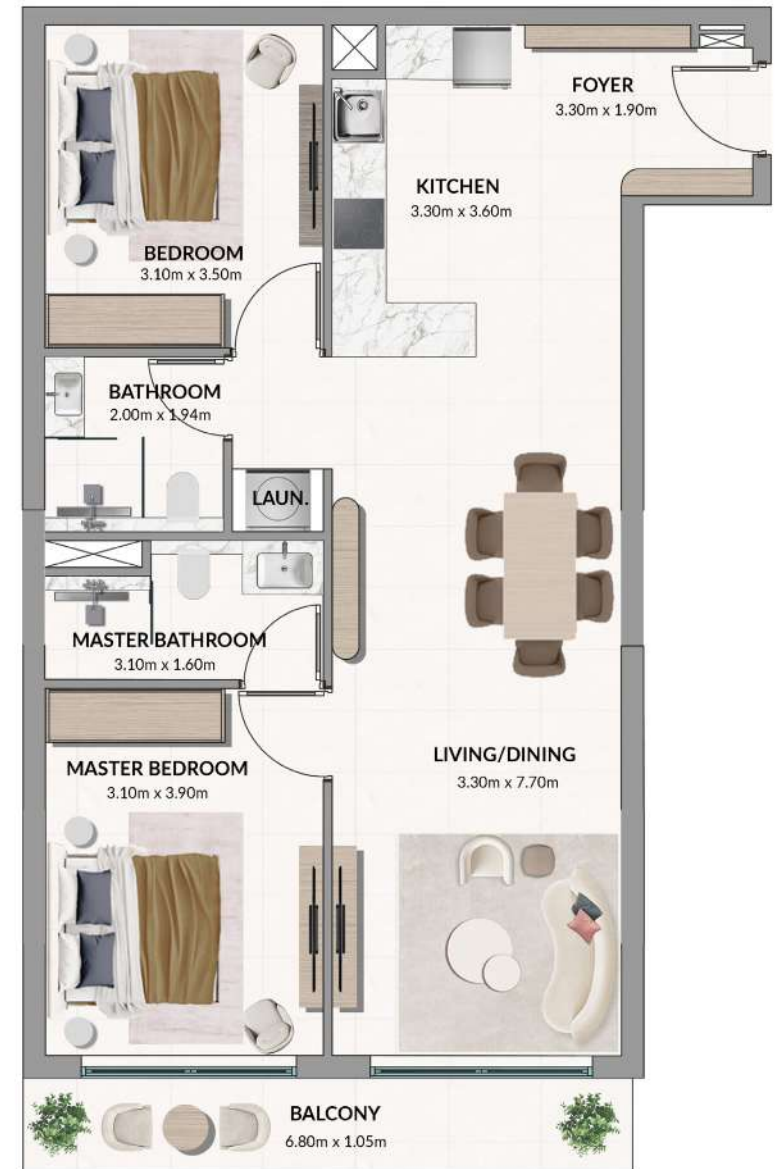 FOYER
3.30m x 1.90m
KITCHEN
3.30m x 3.60m
BEDROOM
3.10m x 3.50m
BATHROOM
2.00m x 1.94m
LAUN.
MASTER BATHROOM
3.10m x 1.60m
LIVING/DINING
3.30m x 7.70m
MASTER BEDROOM
3.10m x 3.90m
BALCONY
6.80m x 1.05m